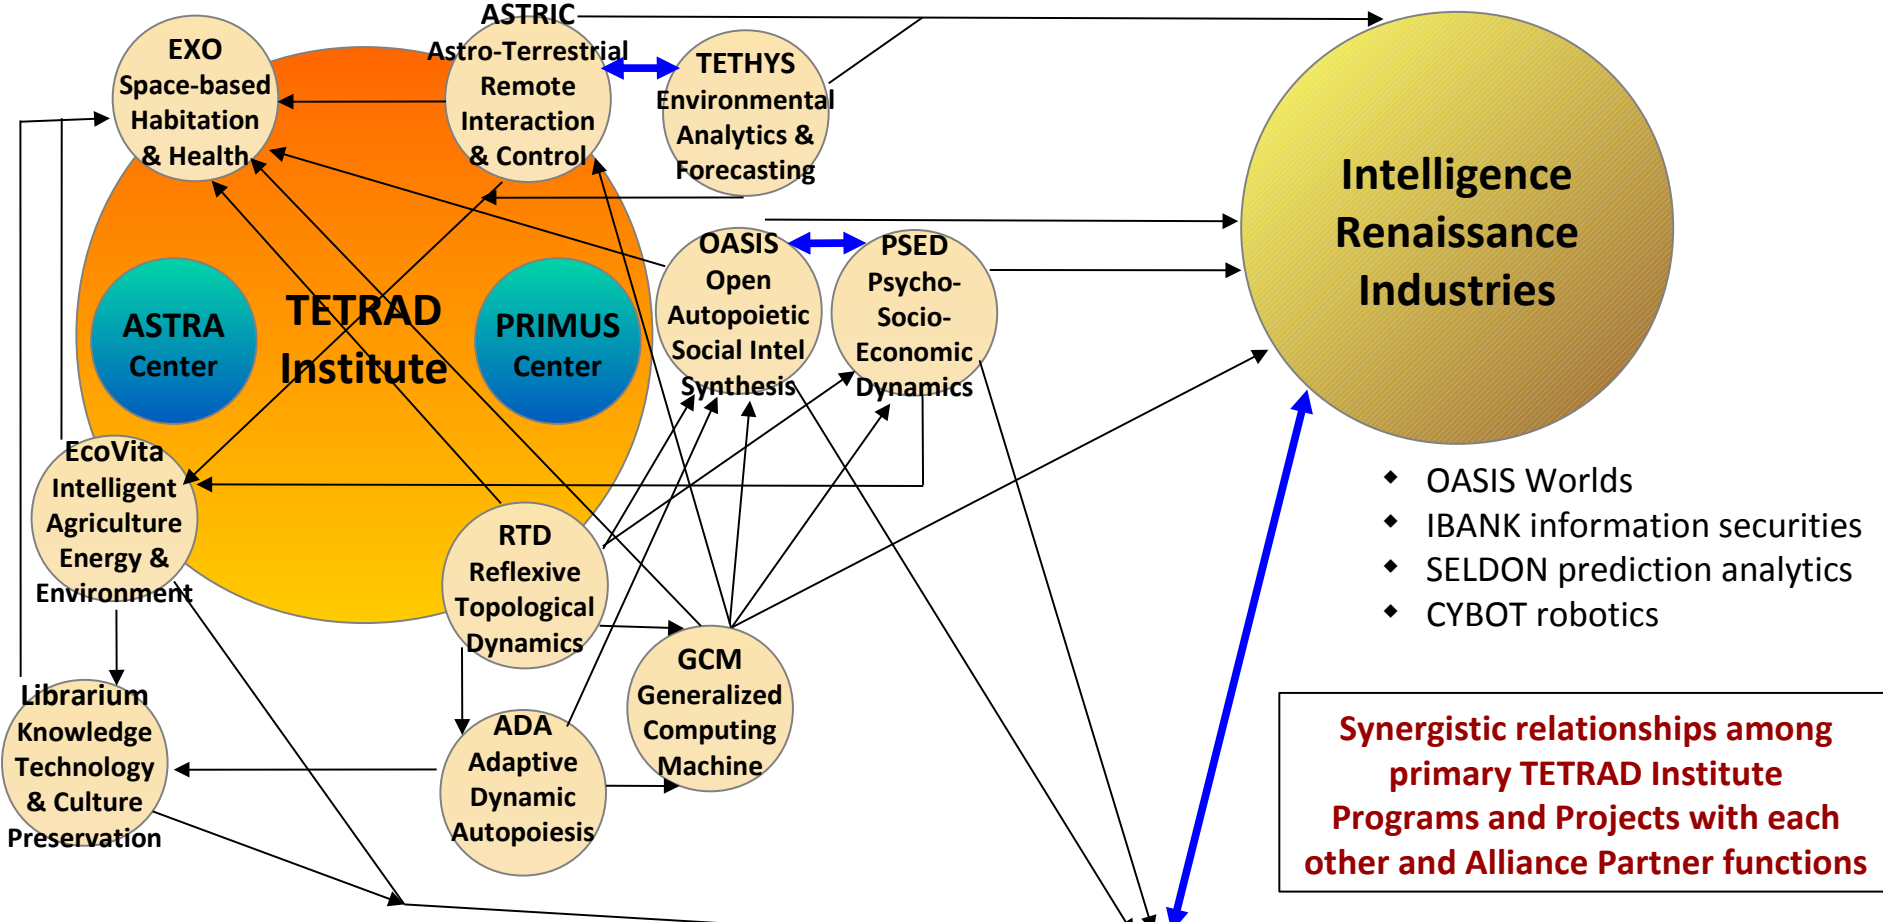 ASTRIC
Astro-Terrestrial
Remote
Interaction
& Control
EXO
Space-based
Habitation
& Health
TETHYS
Environmental
Analytics &
Forecasting
Intelligence
Renaissance
Industries
OASIS
Open
Autopoietic
Social Intel
Synthesis
PSED
Psycho-
Socio-
Economic
Dynamics
ASTRA
Center
TETRAD
Institute
PRIMUS
Center
EcoVita
Intelligent
Agriculture
Energy &
Environment
RTD
Reflexive
Topological
Dynamics
GCM
Generalized
Computing
Machine
Librarium
Knowledge
Technology
& Culture
Preservation
ADA
Adaptive
Dynamic
Autopoiesis
◆ OASIS Worlds
◆ IBANK information securities
◆ SELDON prediction analytics
◆ CYBOT robotics
Synergistic relationships among
primary TETRAD Institute
Programs and Projects with each
other and Alliance Partner functions